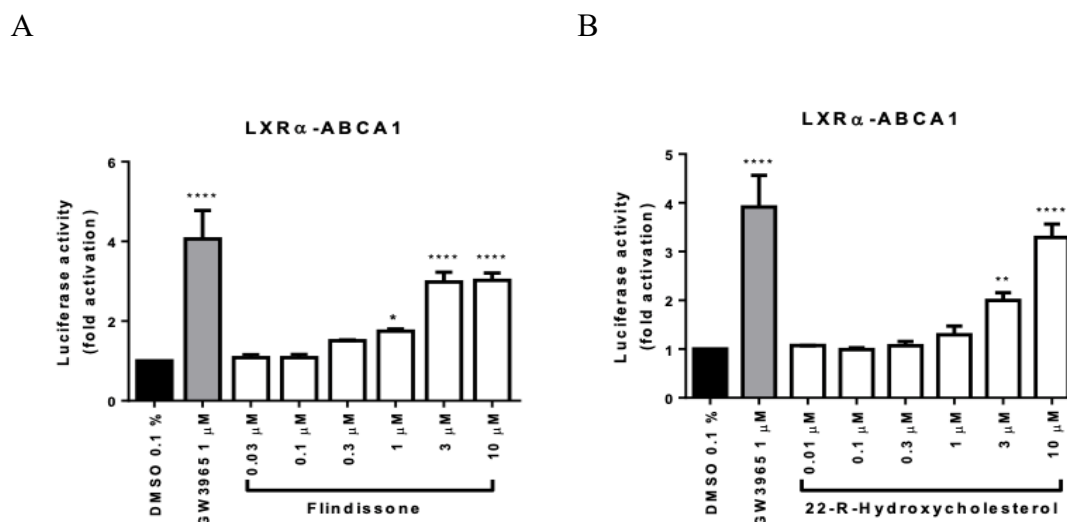 A
B
LXRα-ABCA1
Luciferase activity
(fold activation)
6
4
2
0
****
*
****
****
DMSO 0.1 %
GW3965 1 µM
0.03 µM
0.1 µM
0.3 µM
1 µM
3 µM
10 µM
Flindissone
LXRα-ABCA1
Luciferase activity
(fold activation)
5
4
3
2
1
0
****
**
****
DMSO 0.1 %
GW3965 1 µM
0.01 µM
0.1 µM
0.3 µM
1 µM
3 µM
10 µM
22-R-Hydroxycholesterol